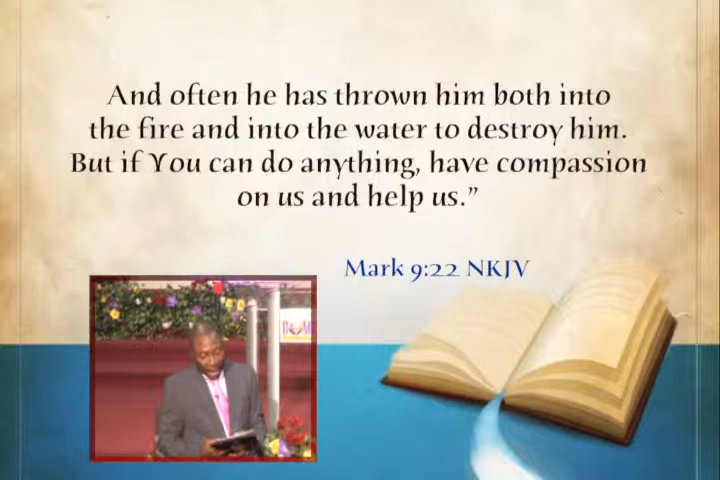 And often he has thrown him both into
the fire and into the water to destroy him.
But if You can do anything, have compassion
on us and help us.”
Mark 9:22 NKJV